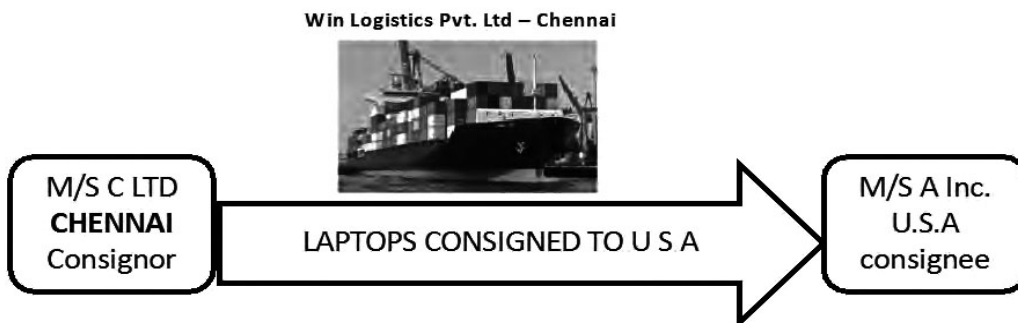 Win Logistics Pvt. Ltd – Chennai
M/S C LTD
CHENNAI
Consignor
LAPTOPS CONSIGNED TO U S A
M/S A Inc.
U.S.A
consignee